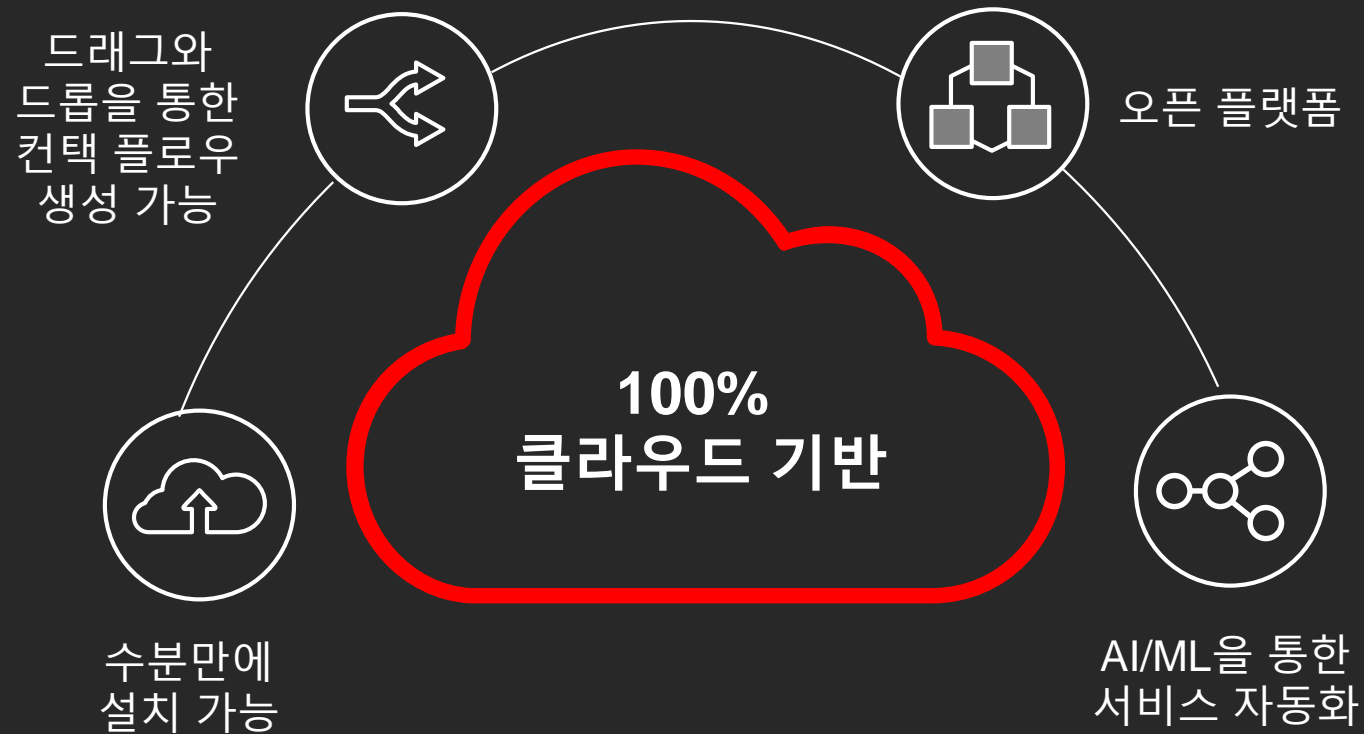 드래그와
드롭을 통한
컨택 플로우
생성 가능
오픈 플랫폼
100%
클라우드 기반
수분만에
설치 가능
AI/ML을 통한
서비스 자동화